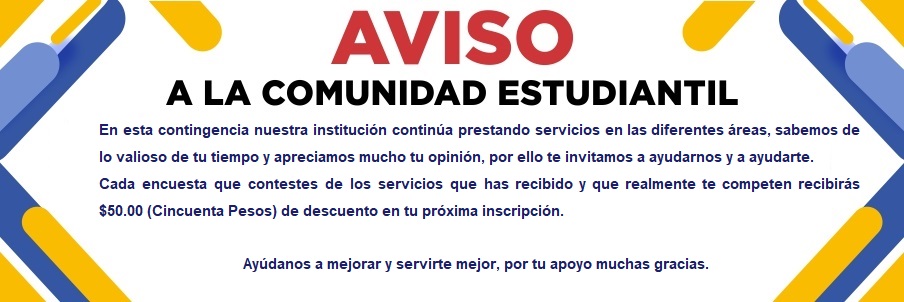 AVISO
A LA COMUNIDAD ESTUDIANTIL
En esta contingencia nuestra institución continúa prestando servicios en las diferentes áreas, sabemos de
lo valioso de tu tiempo y apreciamos mucho tu opinión, por ello te invitamos a ayudarnos y a ayudarte.
Cada encuesta que contestes de los servicios que has recibido y que realmente te competen recibirás
$50.00 (Cincuenta Pesos) de descuento en tu próxima inscripción.
Ayúdanos a mejorar y servirte mejor, por tu apoyo muchas gracias.